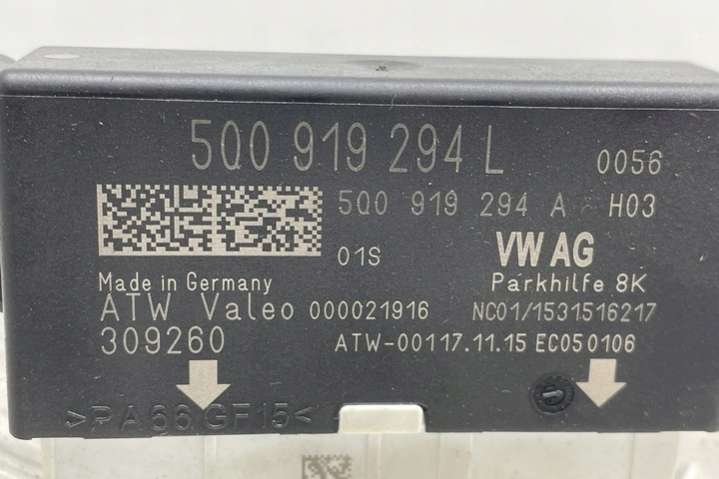 5Q0 919 294 L 0056
5Q0 919 294 A H03
01S VW AG
Made in Germany Parkhilfe 8K
ATW Valeo 000021916 NC01/1531516217
309260 ATW-00117.11.15 EC050106
>PA66 GF15<